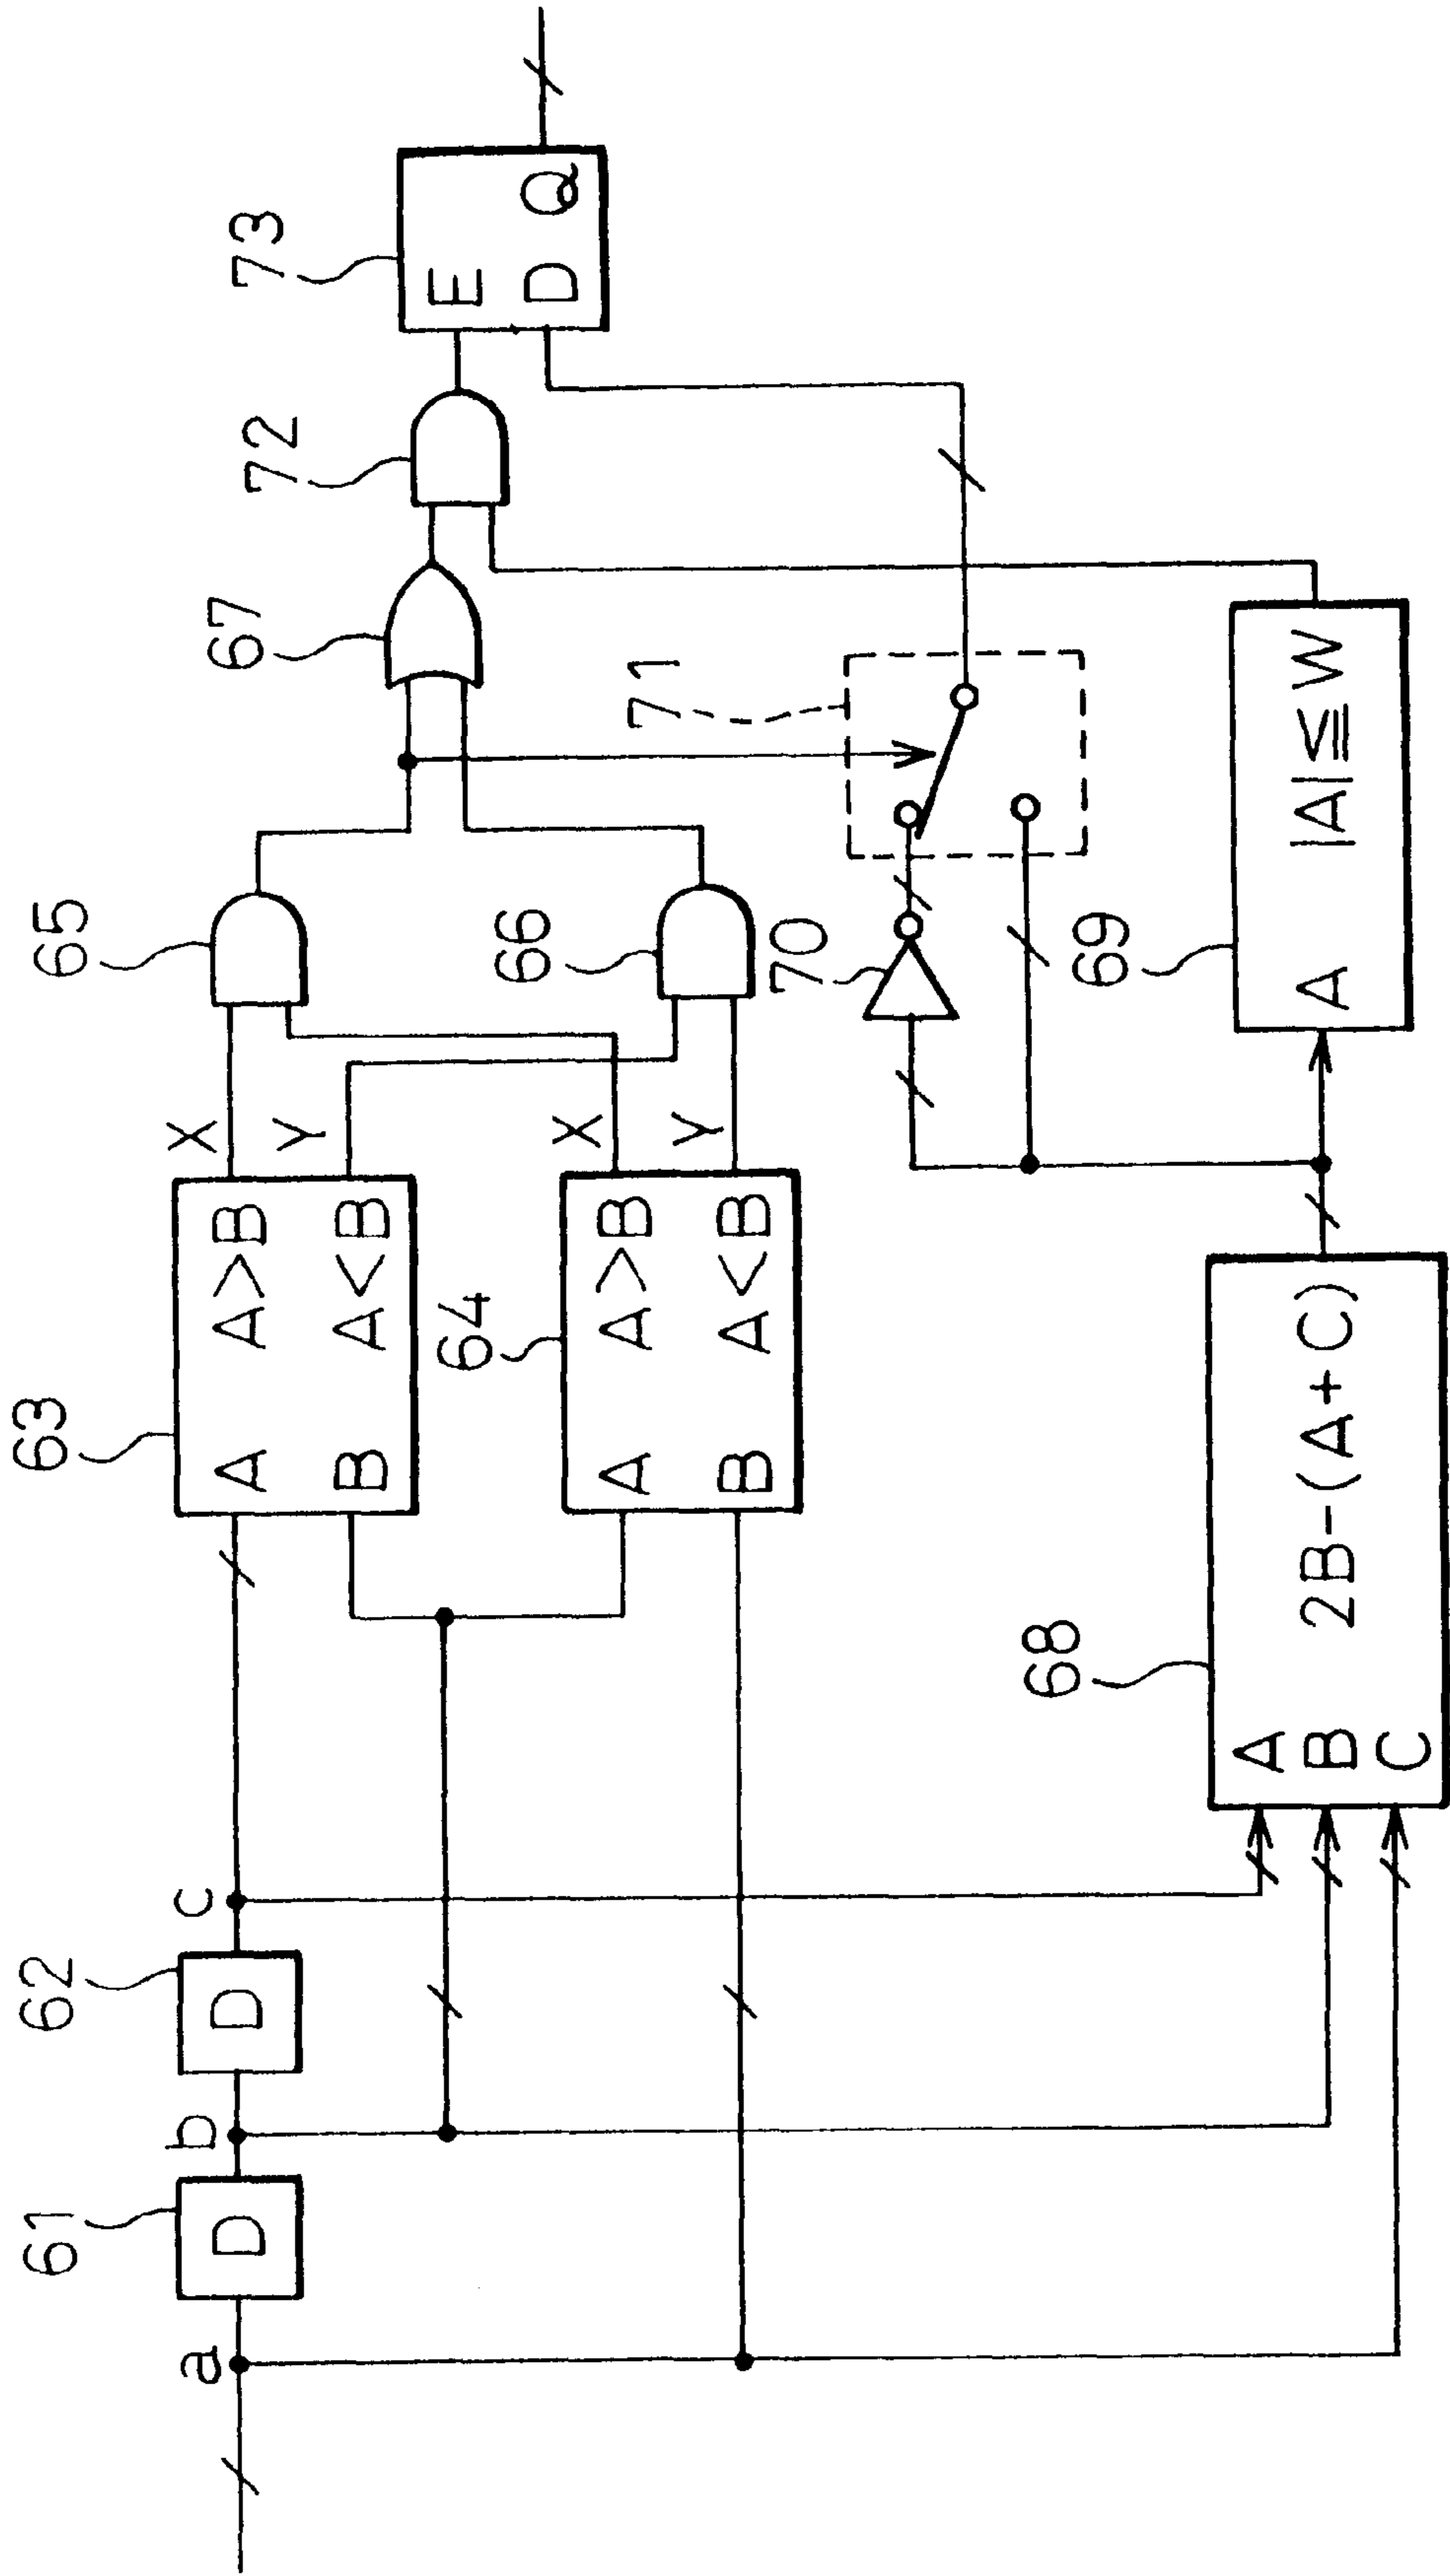 a
61
D
b
62
D
c
63
A A>B
B A<B
X
Y
64
A A>B
B A<B
X
Y
65
66
67
72
73
E
D Q
70
71
68
A
B 2B-(A+C)
C
69
A |A|≦W